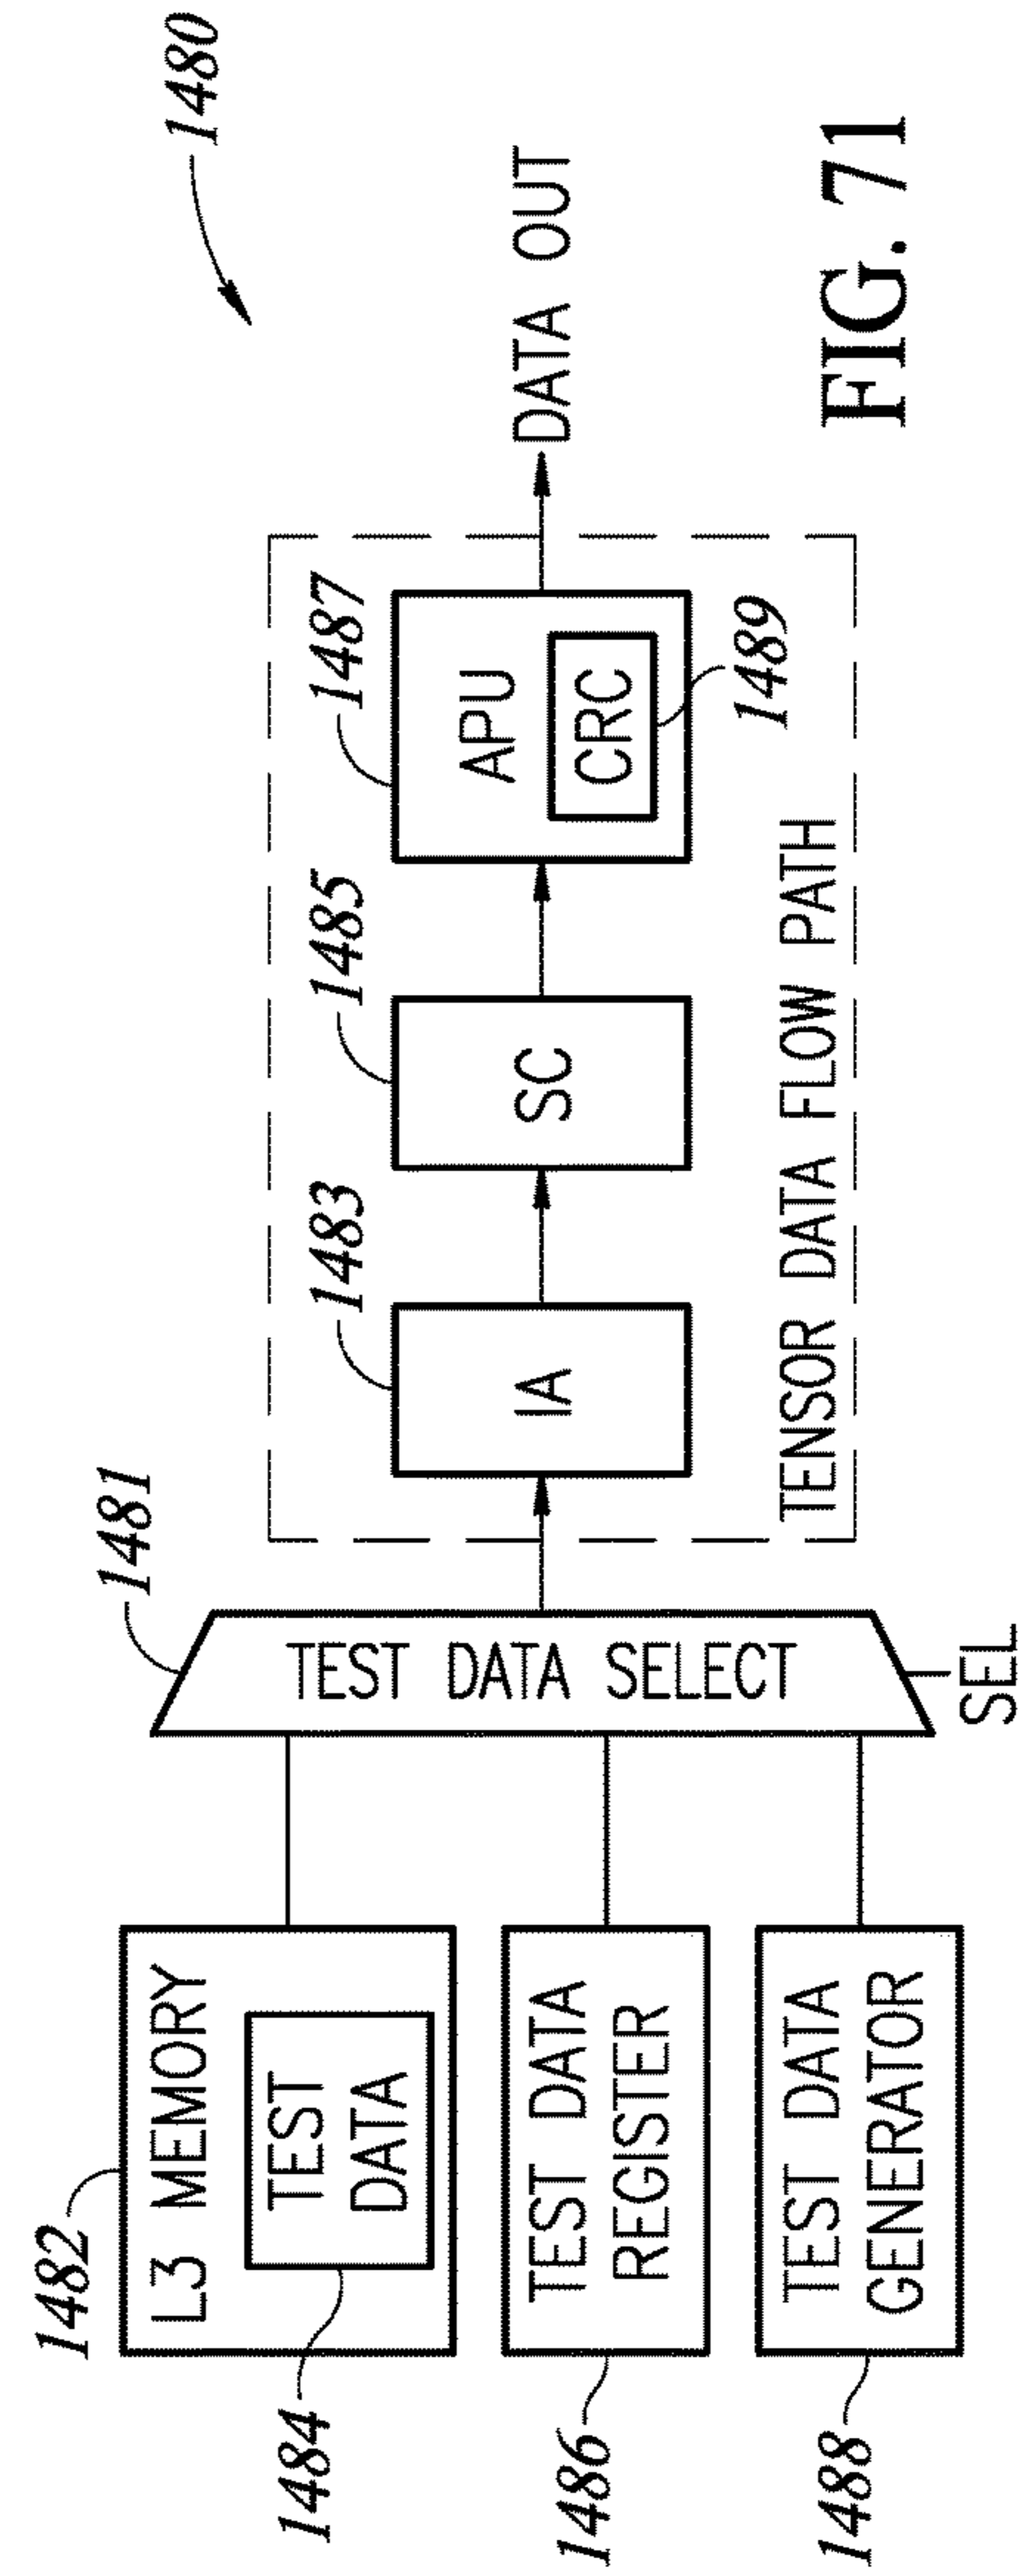 1480
1482
L3 MEMORY
TEST
DATA
1484
TEST DATA
REGISTER
1486
TEST DATA
GENERATOR
1488
1481
TEST DATA SELECT
SEL
1483
IA
1485
SC
1487
APU
CRC
1489
TENSOR DATA FLOW PATH
DATA OUT
FIG. 71